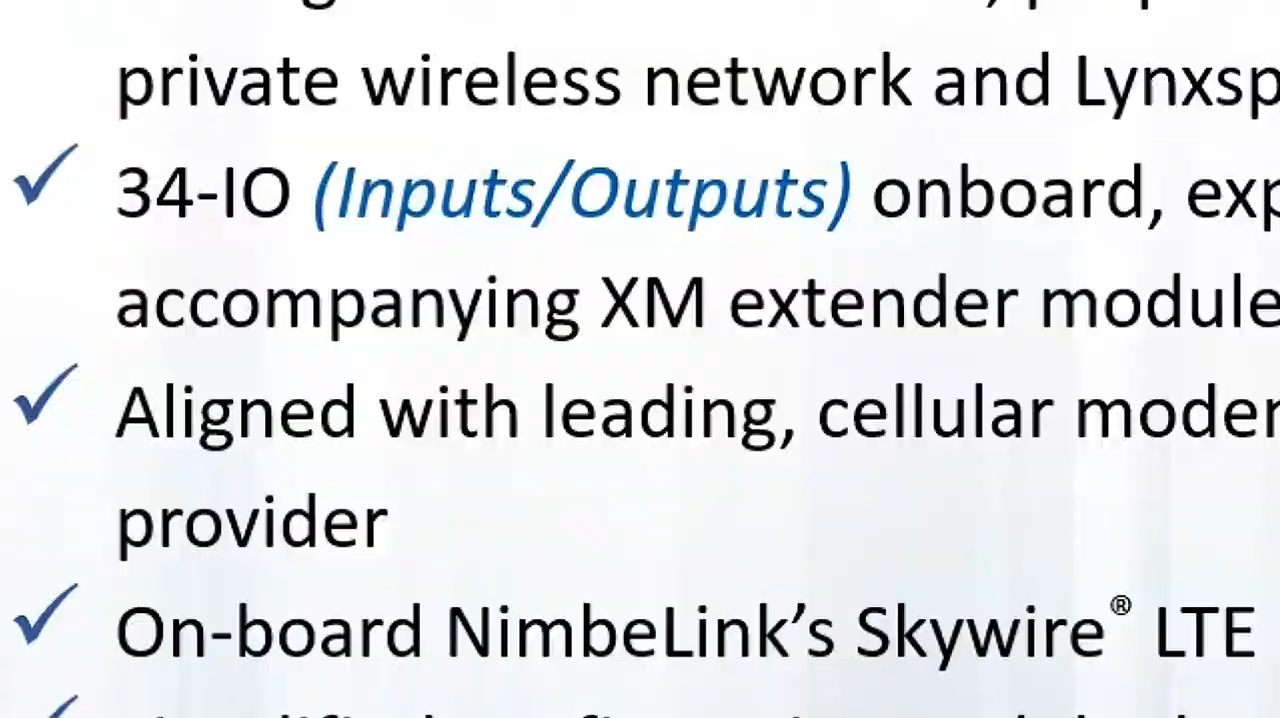 private wireless network and Lynxsp
34-IO (Inputs/Outputs) onboard, exp
accompanying XM extender module
Aligned with leading, cellular moder
provider
On-board NimbeLink’s Skywire® LTE